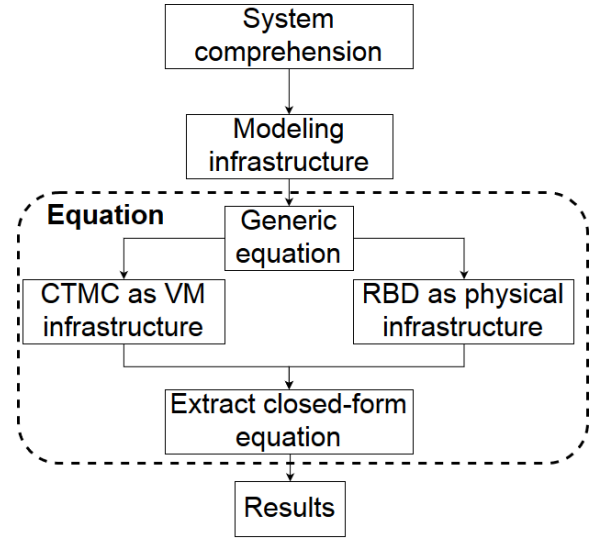 System
comprehension
Modeling
infrastructure
Equation
Generic
equation
CTMC as VM
infrastructure
RBD as physical
infrastructure
Extract closed-form
equation
Results